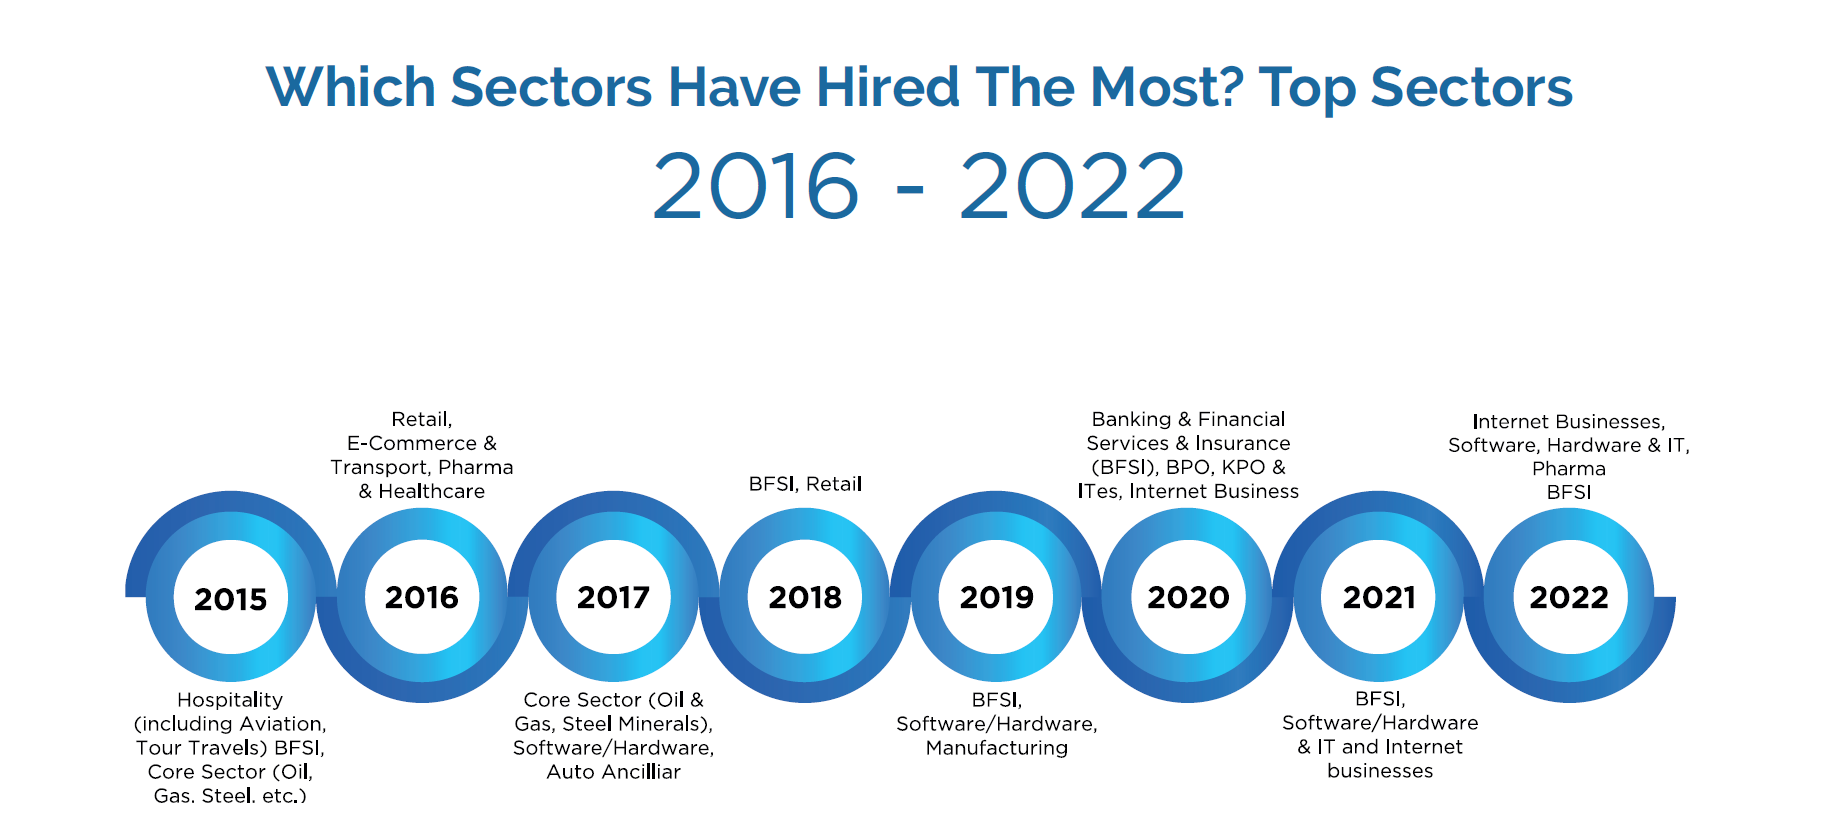 Which Sectors Have Hired The Most? Top Sectors
2016 - 2022
2015
Hospitality
(including Aviation,
Tour Travels) BFSI,
Core Sector (Oil,
Gas. Steel. etc.)
Retail,
E-Commerce &
Transport, Pharma
& Healthcare
2016
2017
Core Sector (Oil &
Gas, Steel Minerals),
Software/Hardware,
Auto Ancilliar
BFSI, Retail
2018
2019
BFSI,
Software/Hardware,
Manufacturing
Banking & Financial
Services & Insurance
(BFSI), BPO, KPO &
ITes, Internet Business
2020
2021
BFSI,
Software/Hardware
& IT and Internet
businesses
Internet Businesses,
Software, Hardware & IT,
Pharma
BFSI
2022